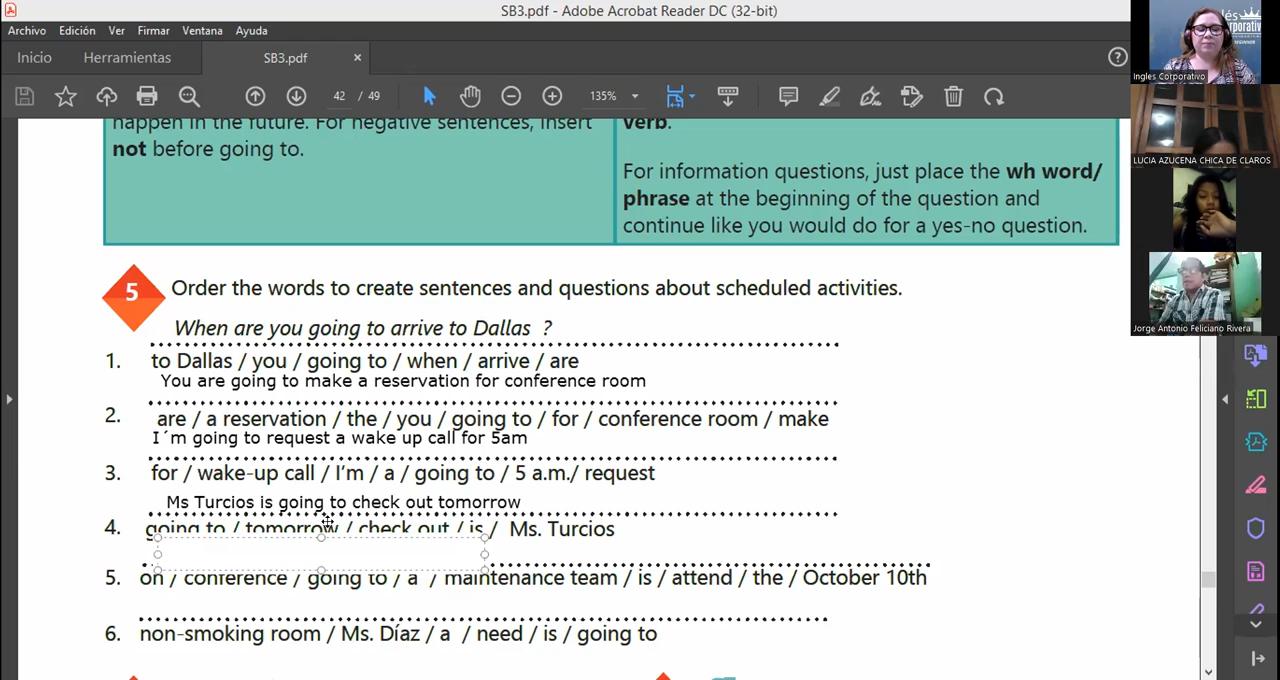 SB3.pdf - Adobe Acrobat Reader DC (32-bit)
Archivo Edición Ver Firmar Ventana Ayuda
Inicio Herramientas SB3.pdf ×
42 / 49 135%
happen in the future. For negative sentences, insert
not before going to.
verb.
For information questions, just place the wh word/
phrase at the beginning of the question and
continue like you would do for a yes-no question.
5 Order the words to create sentences and questions about scheduled activities.
When are you going to arrive to Dallas ?
1. to Dallas / you / going to / when / arrive / are
You are going to make a reservation for conference room
2. are / a reservation / the / you / going to / for / conference room / make
I´m going to request a wake up call for 5am
3. for / wake-up call / I'm / a / going to / 5 a.m./ request
Ms Turcios is going to check out tomorrow
4. going to / tomorrow / check out / is / Ms. Turcios
5. on / conference / going to / a / maintenance team / is / attend / the / October 10th
6. non-smoking room / Ms. Díaz / a / need / is / going to
Ingles Corporativo
LUCIA AZUCENA CHICA DE CLAROS
Jorge Antonio Feliciano Rivera